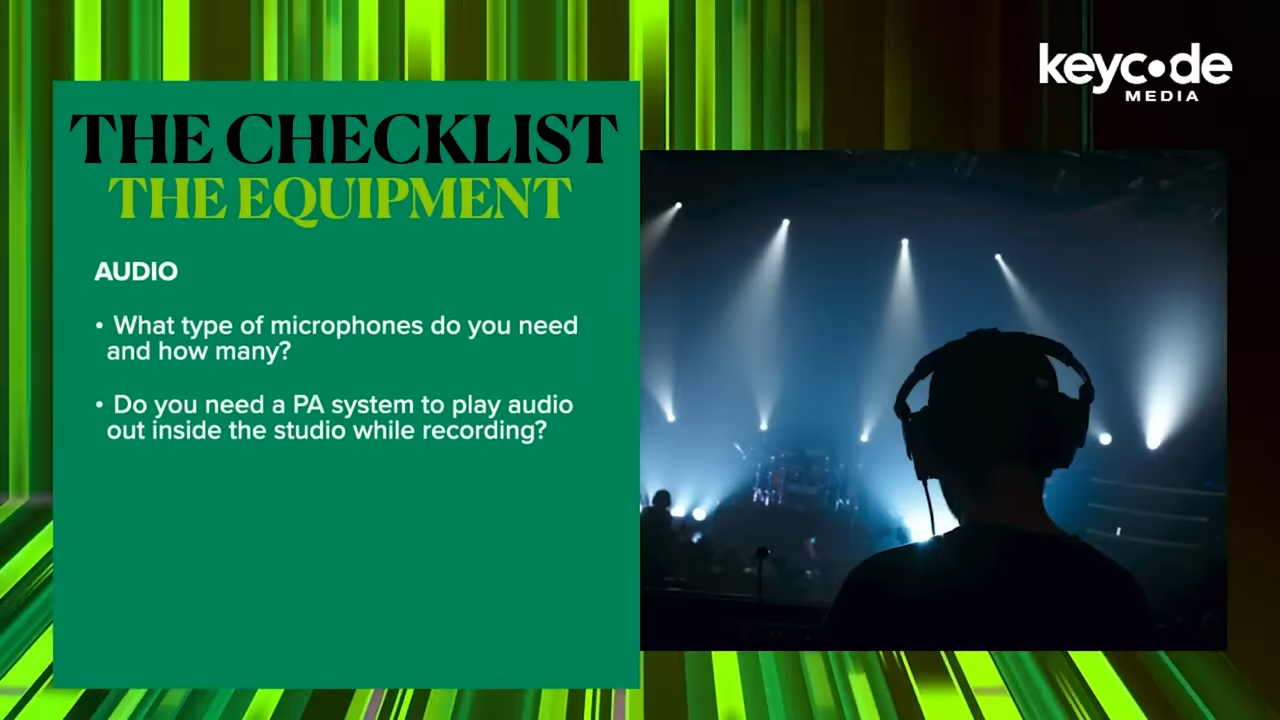 keycode
MEDIA
THE CHECKLIST
THE EQUIPMENT
AUDIO
• What type of microphones do you need
and how many?
• Do you need a PA system to play audio
out inside the studio while recording?